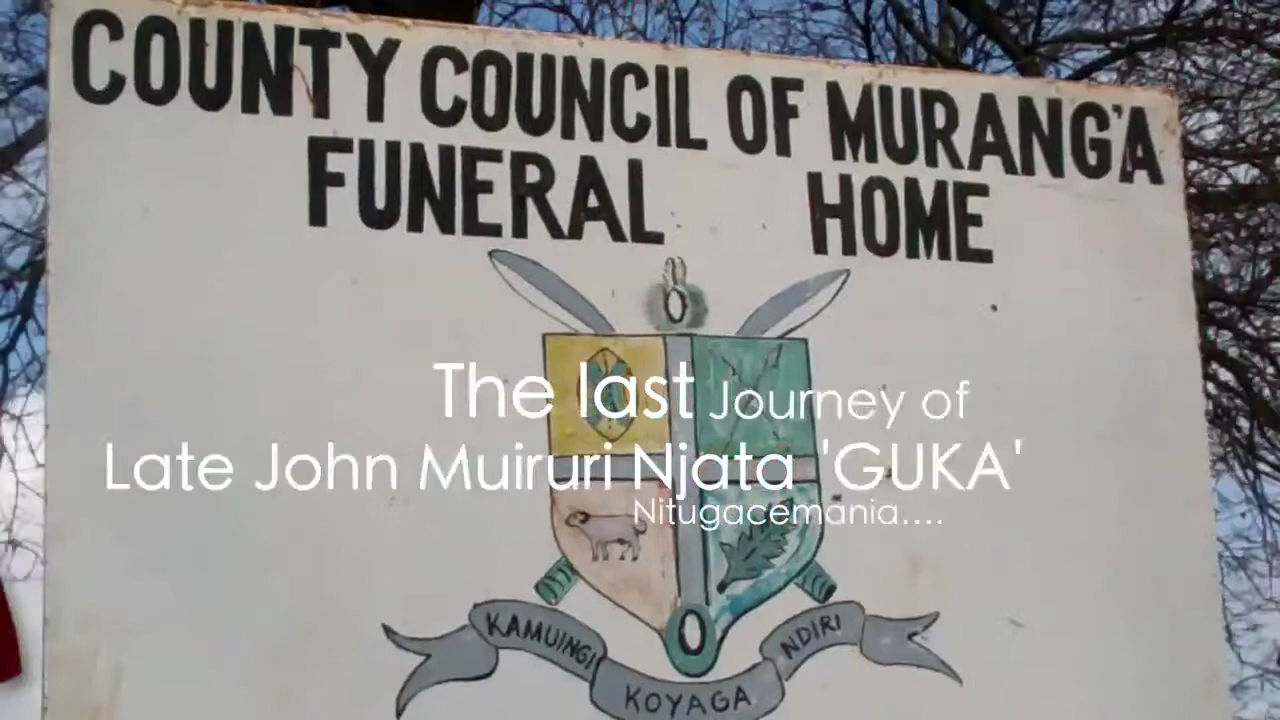 COUNTY COUNCIL OF MURANG'A
FUNERAL HOME
The last Journey of
Late John Muiruri Njata 'GUKA'
Nitugacemania....
KAMUINGI
KOYAGA
NDIRI